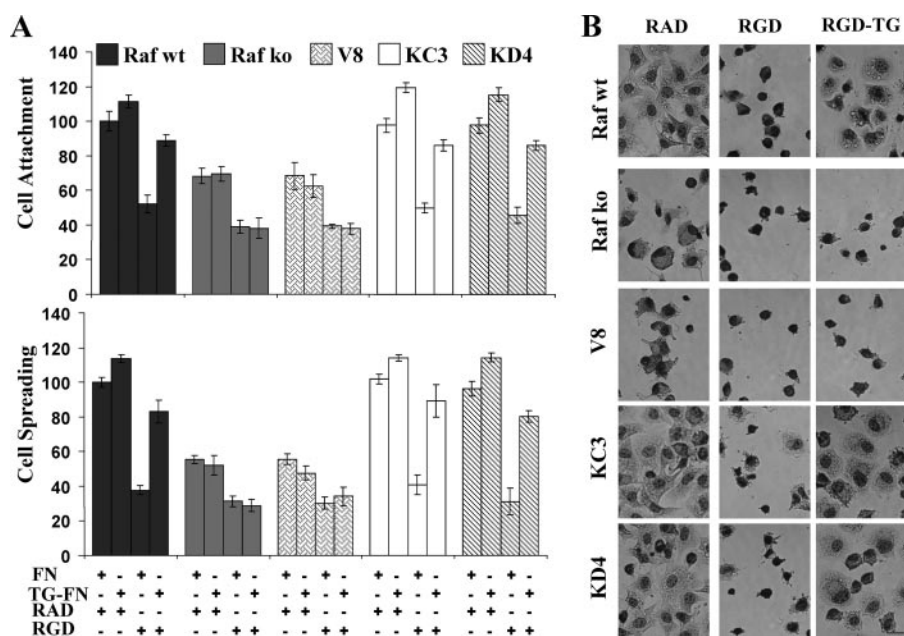 A
Raf wt Raf ko V8 KC3 KD4
Cell Attachment
140
120
100
80
60
40
20
0
Cell Spreading
140
120
100
80
60
40
20
0
FN + - + - + - + - + - + - + - + - + - + -
TG-FN - + - + - + - + - + - + - + - + - + - +
RAD + + - - + + - - + + - - + + - - + + - -
RGD - - + + - - + + - - + + - - + + - - + +
B
RAD RGD RGD-TG
Raf wt
Raf ko
V8
KC3
KD4